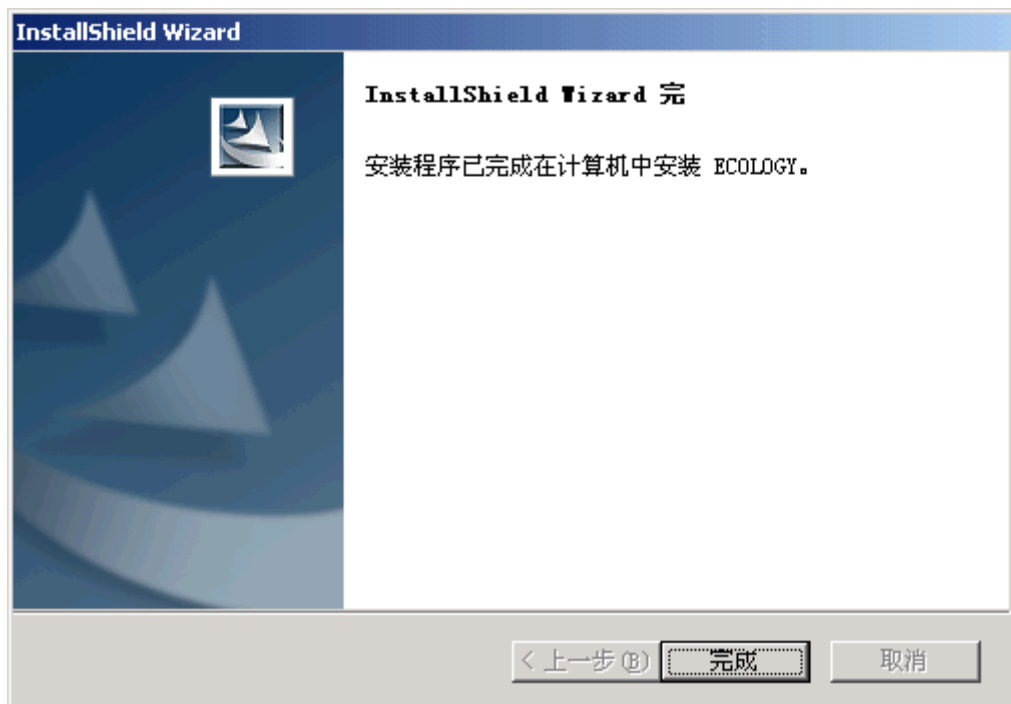 InstallShield Wizard
InstallShield Wizard 完
安装程序已完成在计算机中安装 ECOLOGY。
< 上一步(B)
完成
取消